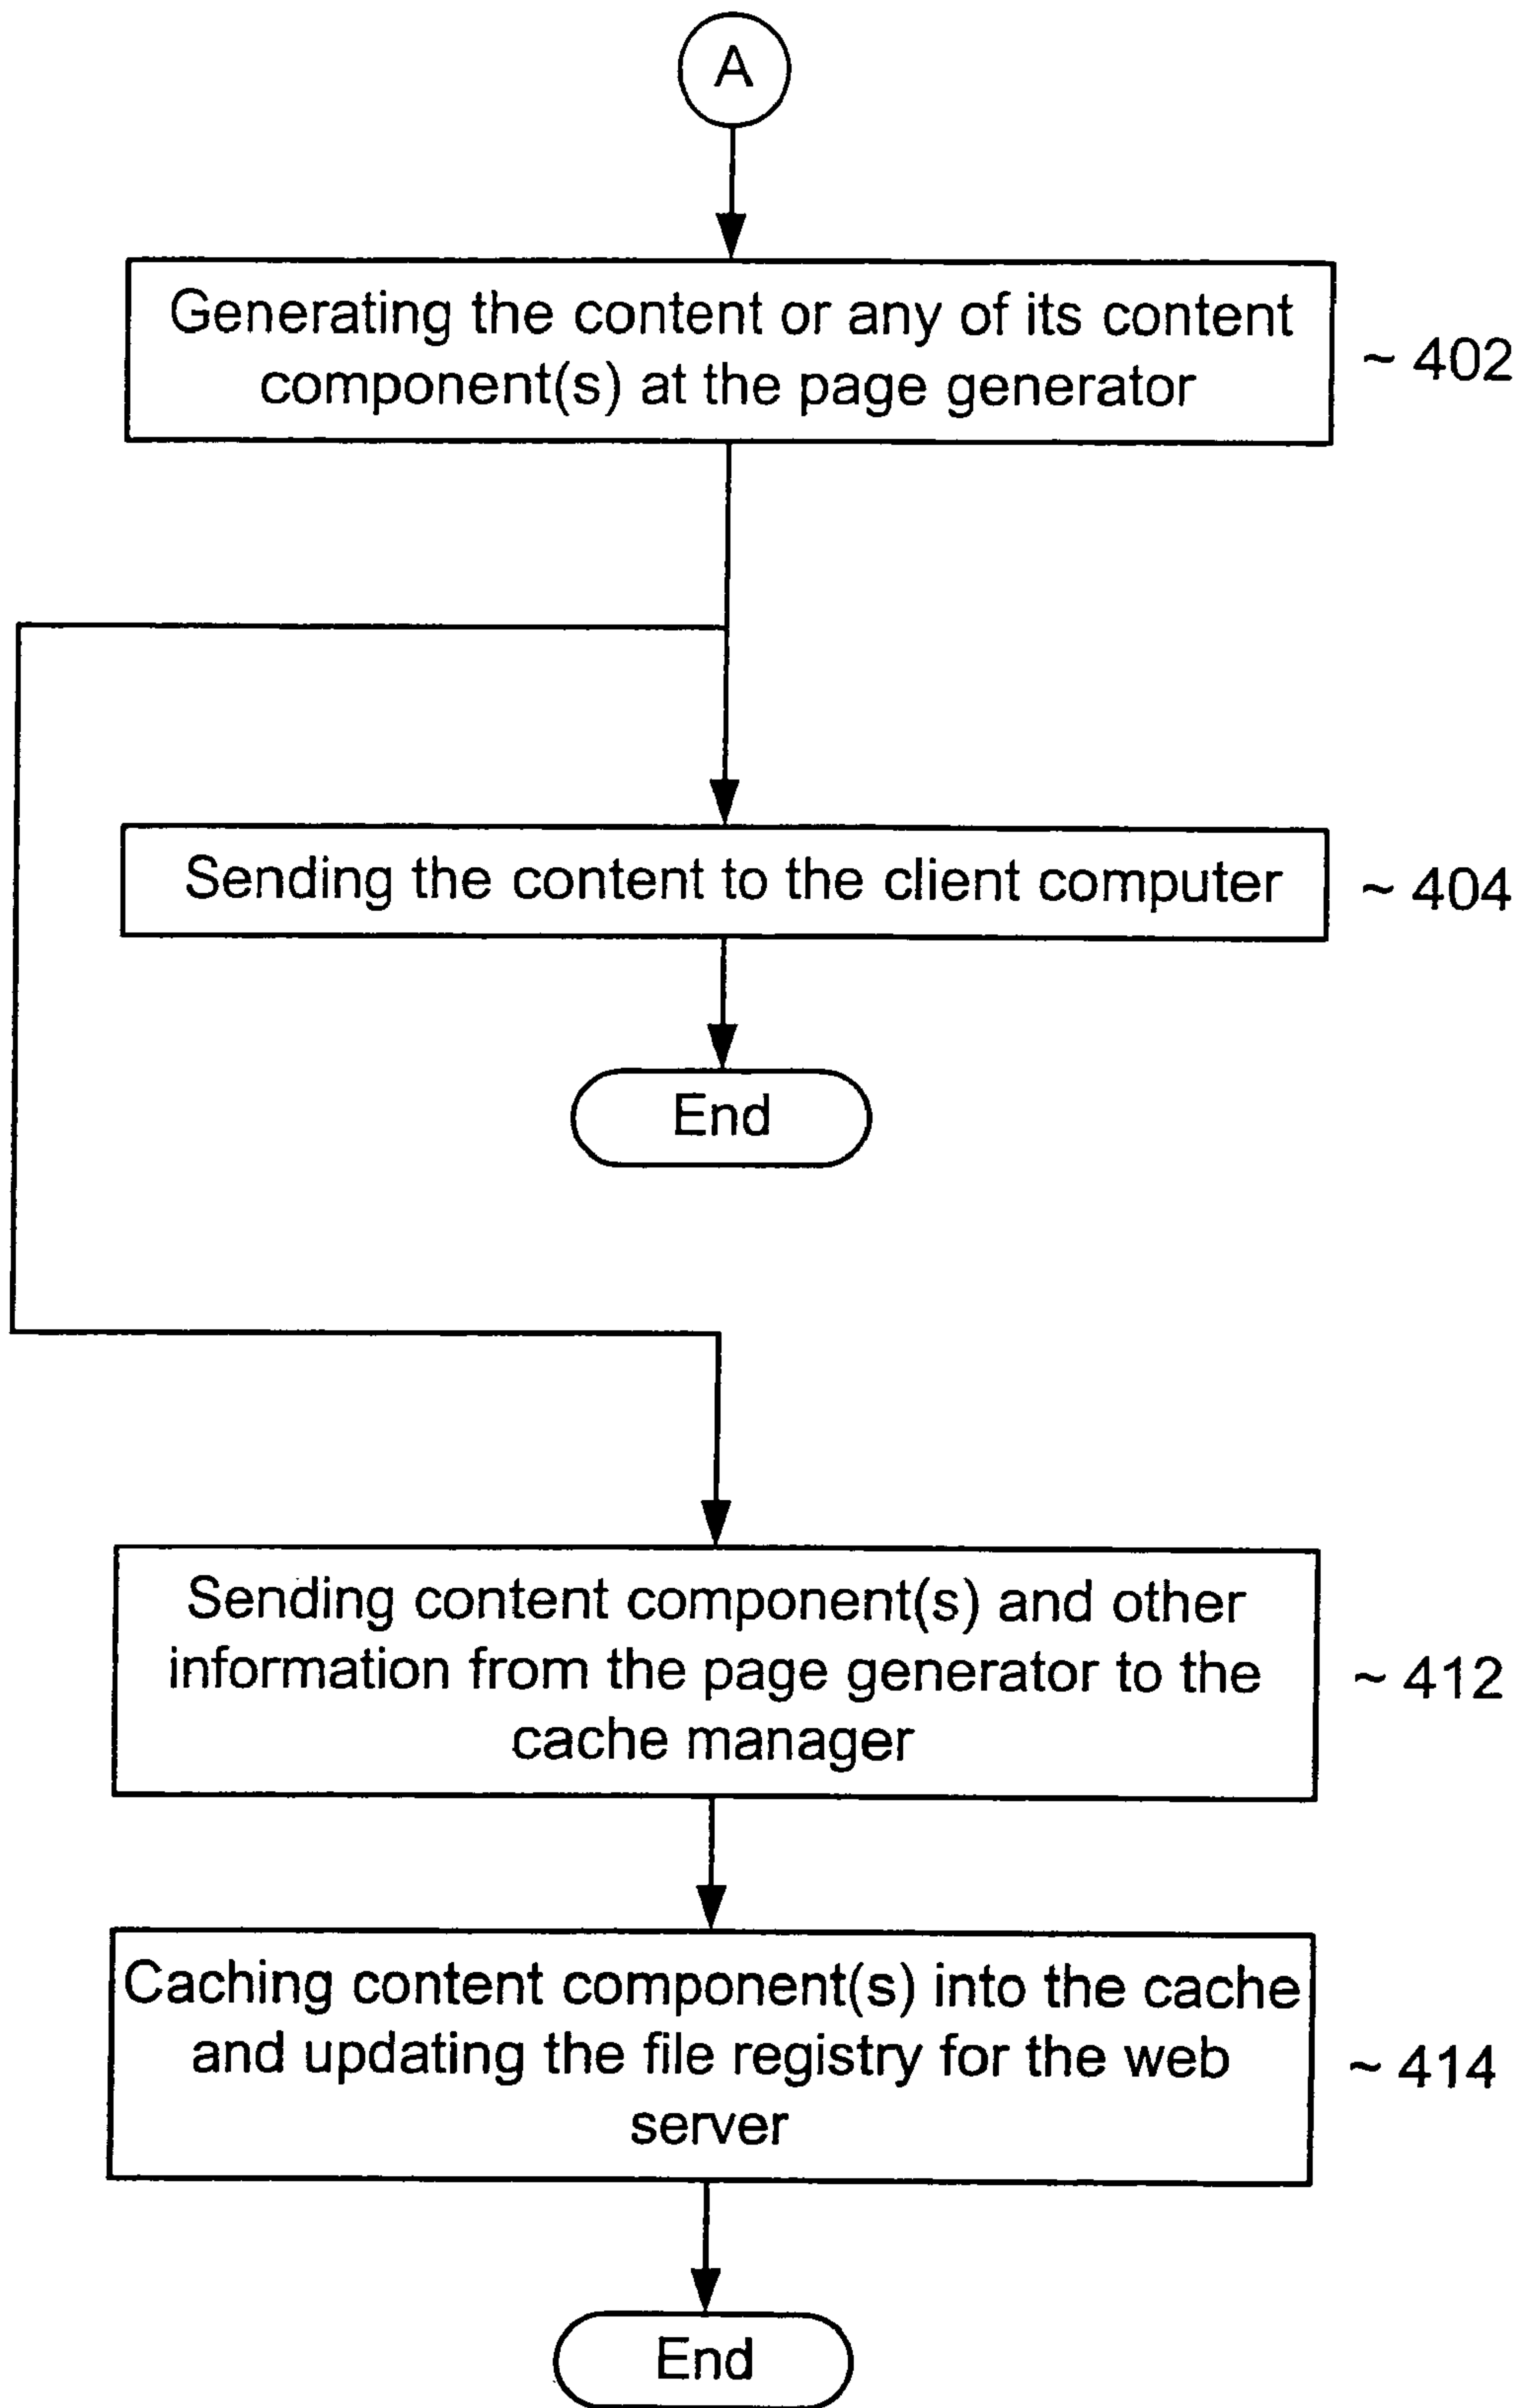 A
Generating the content or any of its content
component(s) at the page generator
~ 402
Sending the content to the client computer
~ 404
End
Sending content component(s) and other
information from the page generator to the
cache manager
~ 412
Caching content component(s) into the cache
and updating the file registry for the web
server
~ 414
End